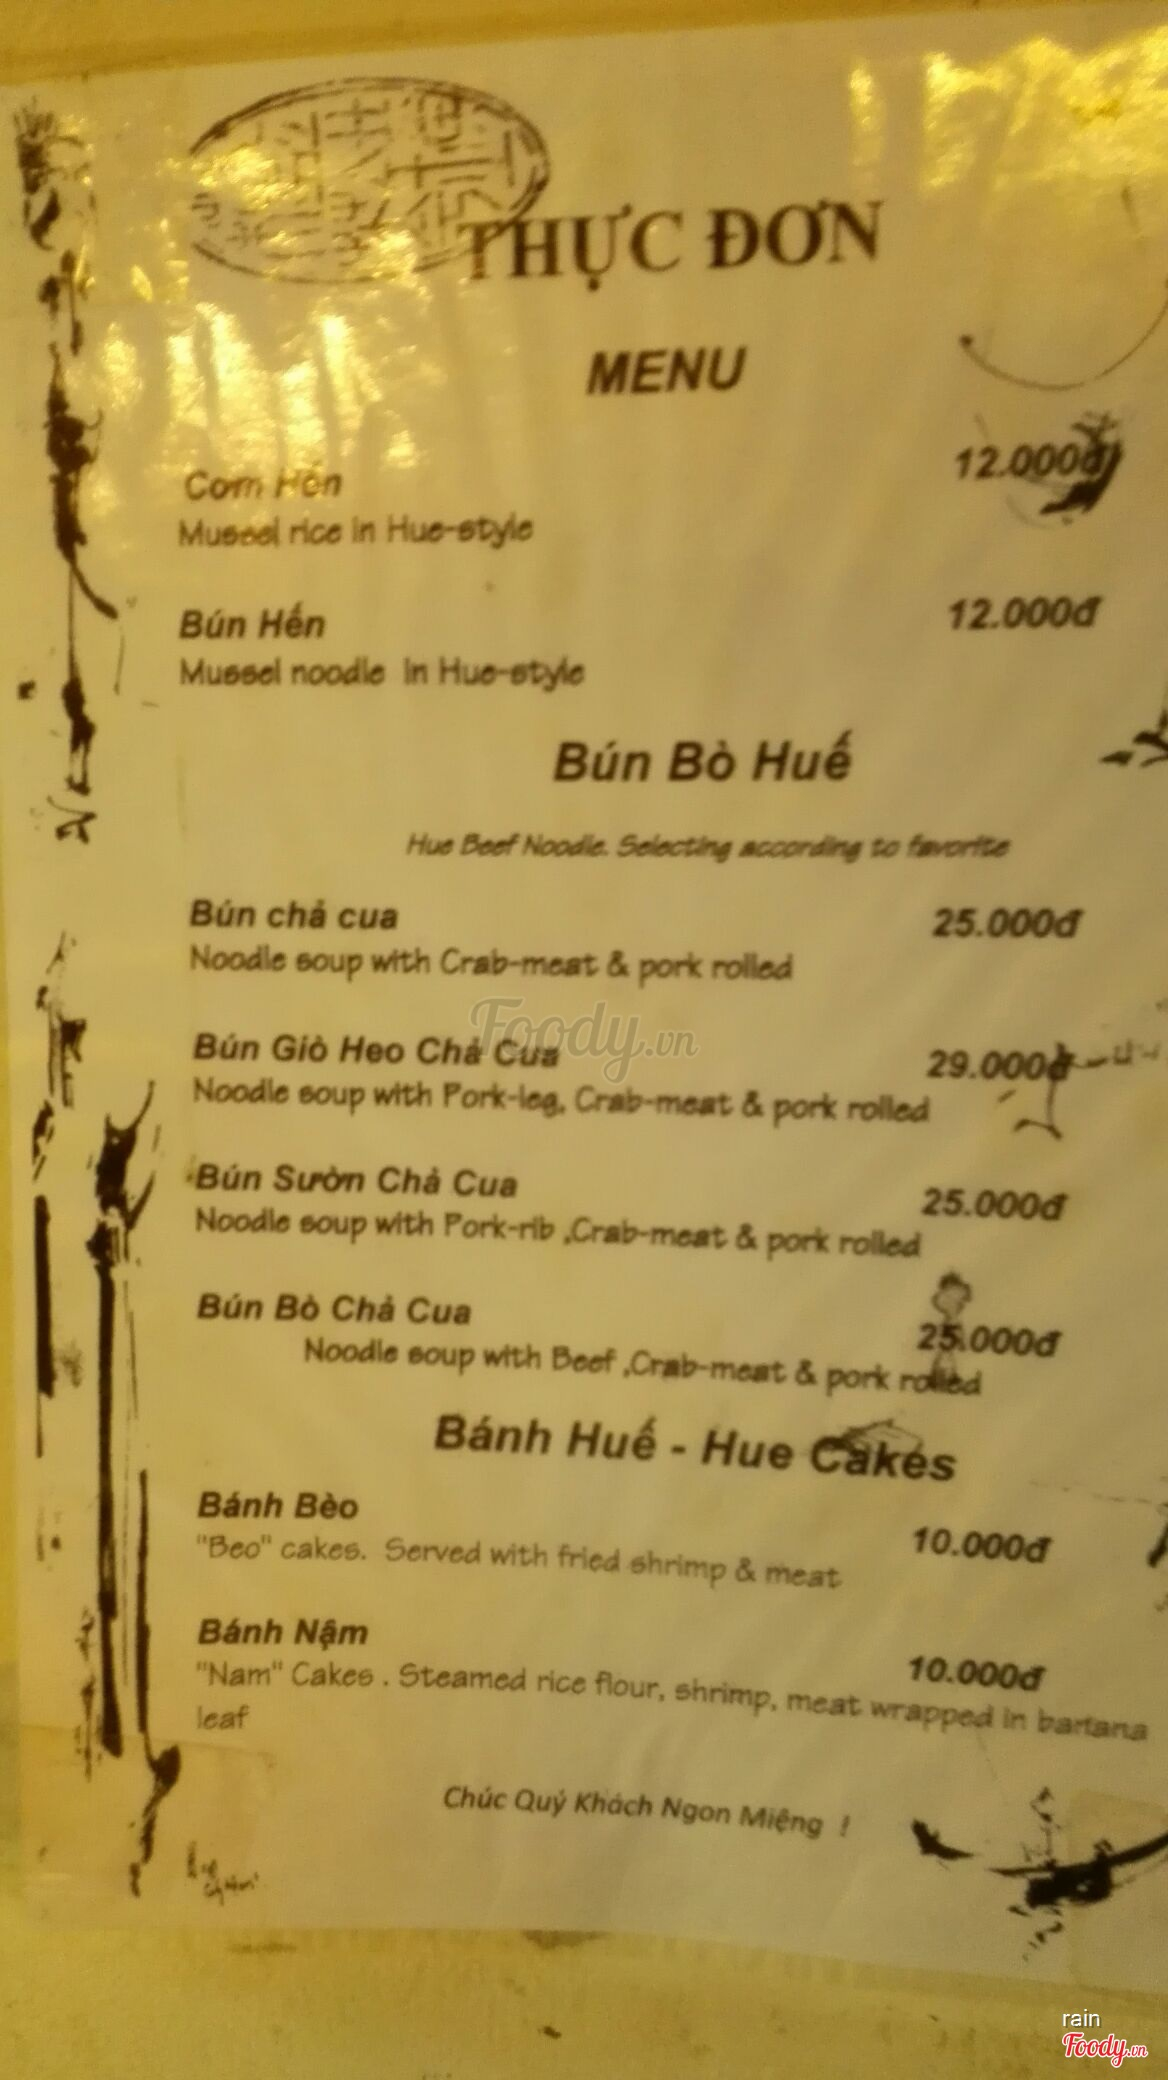 THỰC ĐƠN
MENU
Cơm Hến 12.000đ
Mussel rice in Hue-style
Bún Hến 12.000đ
Mussel noodle in Hue-style
Bún Bò Huế
Hue Beef Noodle. Selecting according to favorite
Bún chả cua 25.000đ
Noodle soup with Crab-meat & pork rolled
Foody.vn
Bún Giò Heo Chả Cua 29.000đ
Noodle soup with Pork-leg, Crab-meat & pork rolled
Bún Sườn Chả Cua 25.000đ
Noodle soup with Pork-rib ,Crab-meat & pork rolled
Bún Bò Chả Cua 25.000đ
Noodle soup with Beef ,Crab-meat & pork rolled
Bánh Huế - Hue Cakes
Bánh Bèo 10.000đ
"Beo" cakes. Served with fried shrimp & meat
Bánh Nậm 10.000đ
"Nam" Cakes . Steamed rice flour, shrimp, meat wrapped in banana
leaf
Chúc Quý Khách Ngon Miệng !
rain
Foody.vn